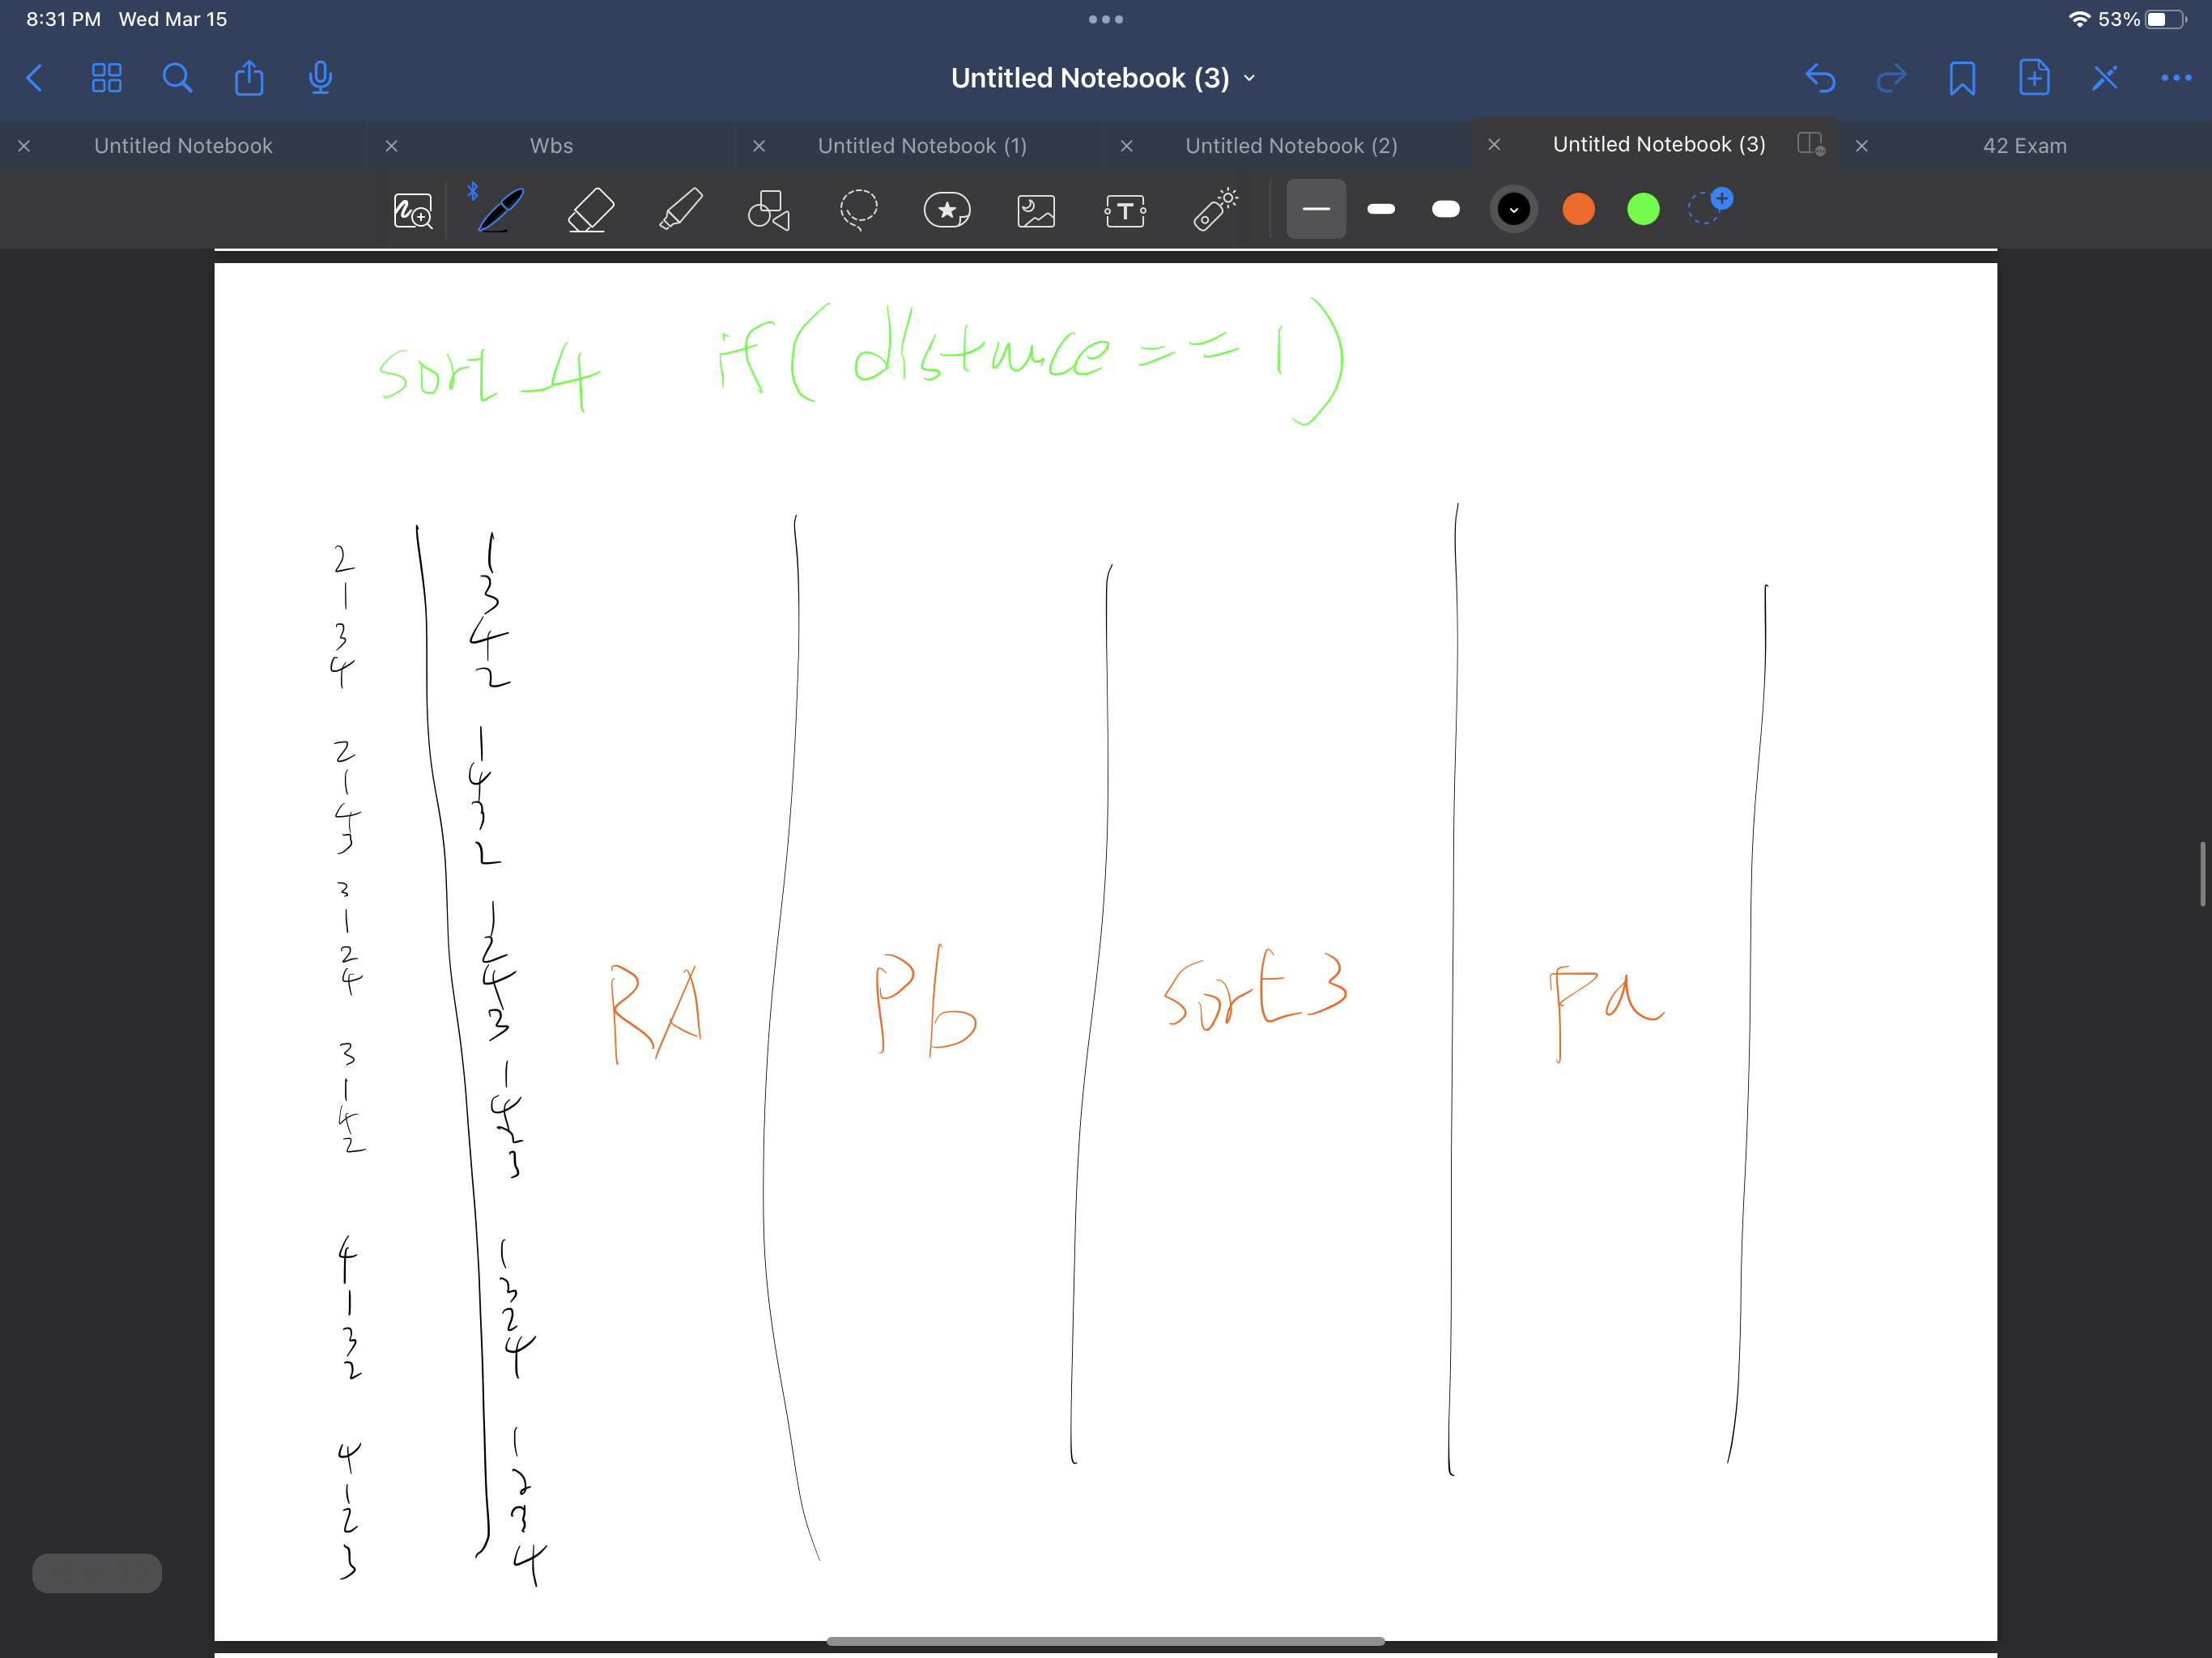 8:31 PM Wed Mar 15
53%
Untitled Notebook (3)
Untitled Notebook
Wbs
Untitled Notebook (1)
Untitled Notebook (2)
Untitled Notebook (3)
42 Exam
T
sort_4 if( distance == 1)
2 1
1 3
3 4
4 2
2 1
1 4
4 3
3 2
3 1
1 2
2 4
4 3
RA Pb sort3 Pa
3 1
1 4
4 2
2 3
4 1
1 3
3 2
2 4
4 1
1 2
2 3
3 4